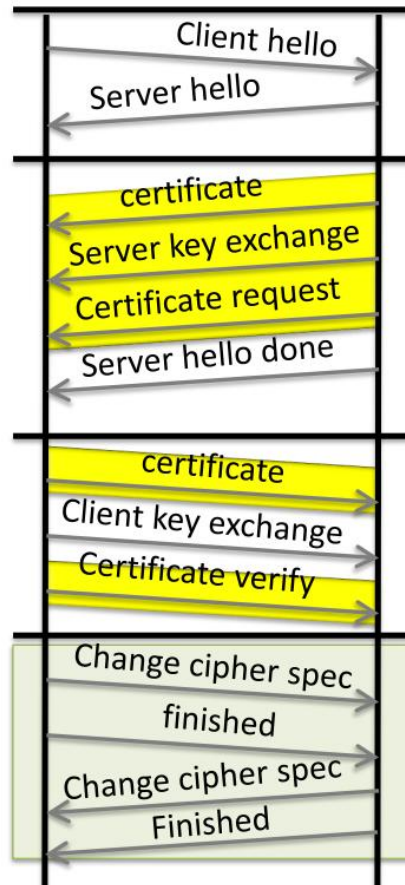 Client hello
Server hello
certificate
Server key exchange
Certificate request
Server hello done
certificate
Client key exchange
Certificate verify
Change cipher spec
finished
Change cipher spec
Finished